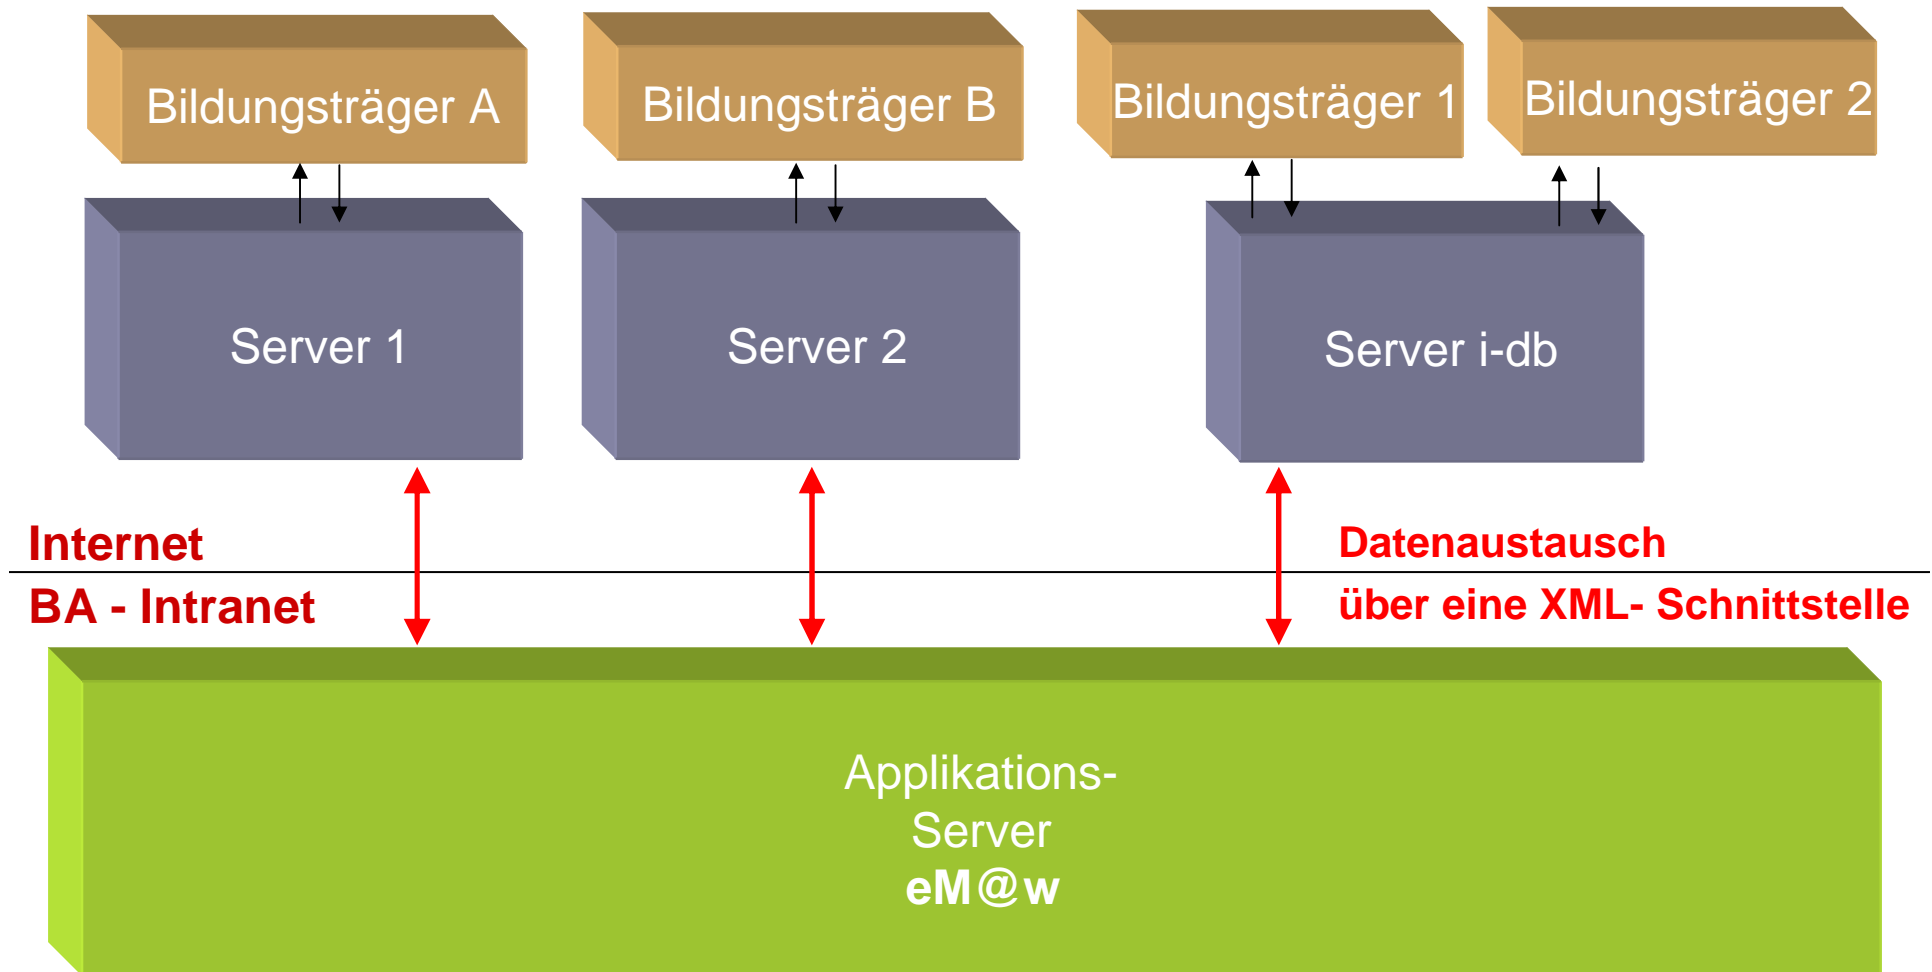 Bildungsträger A
Bildungsträger B
Bildungsträger 1
Bildungsträger 2
Server 1
Server 2
Server i-db
Internet
BA - Intranet
Datenaustausch
über eine XML- Schnittstelle
Applikations-
Server
eM@w